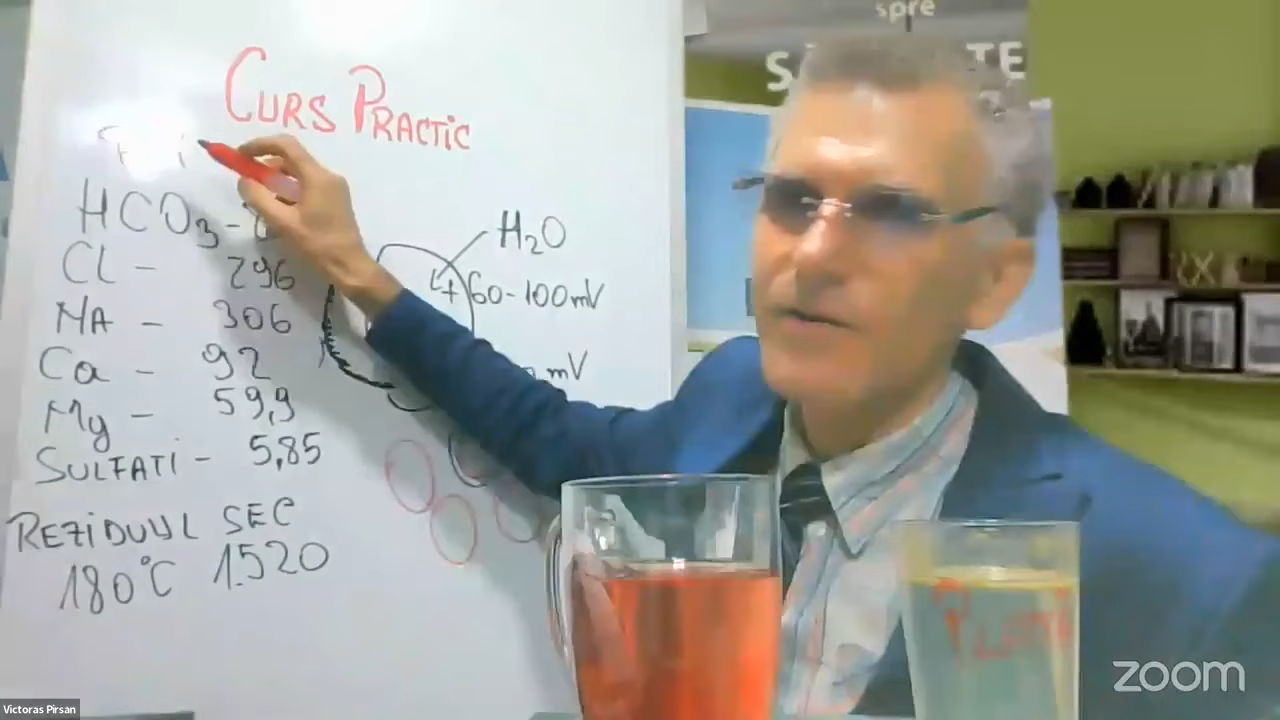 spre
CURS PRACTIC
HCO3-
Cl - 296
NA - 306
Ca - 92
Mg - 59,9
SULFATI - 5,85
REZIDUUL SEC
180°C 1.520
H2O
+ 60-100mV
mV
zoom
Victoras Pirsan